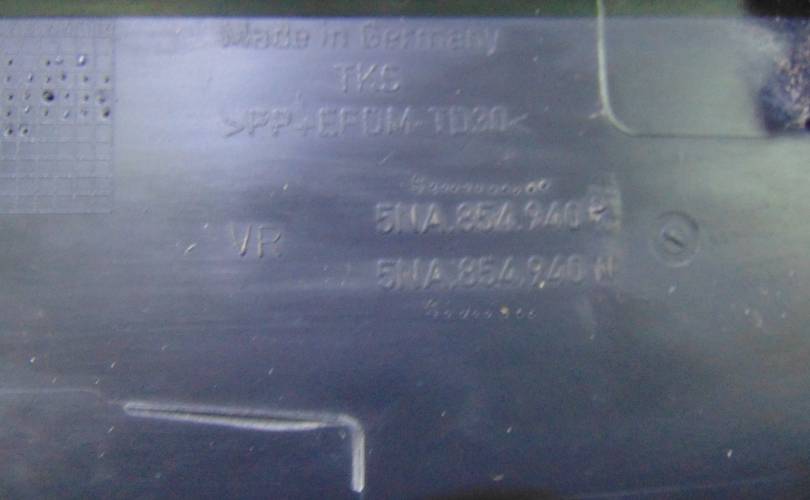 Made in Germany
TKS
>PP+EPDM-TD30<
5NA.854.940
VR
5NA.854.940 N